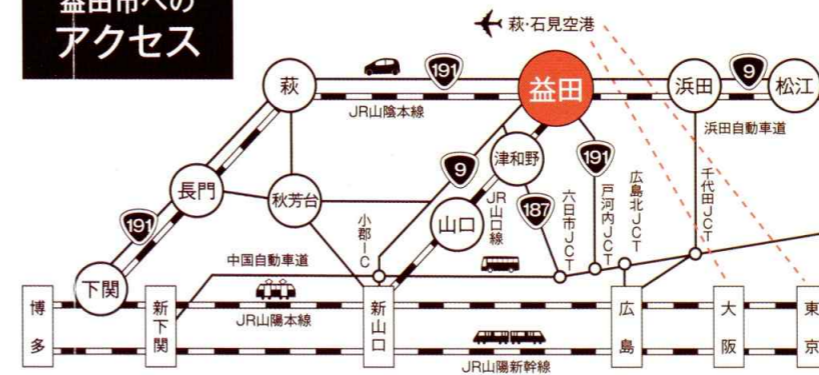 益田市への
アクセス
萩・石見空港
萩
191
益田
浜田
9
松江
JR山陰本線
浜田自動車道
津和野
191
9
長門
秋芳台
187
山口
JR山口線
六日市JCT
戸河内JCT
広島北JCT
千代田JCT
191
小郡IC
中国自動車道
下関
博多
新下関
新山口
広島
大阪
東京
JR山陽本線
JR山陽新幹線